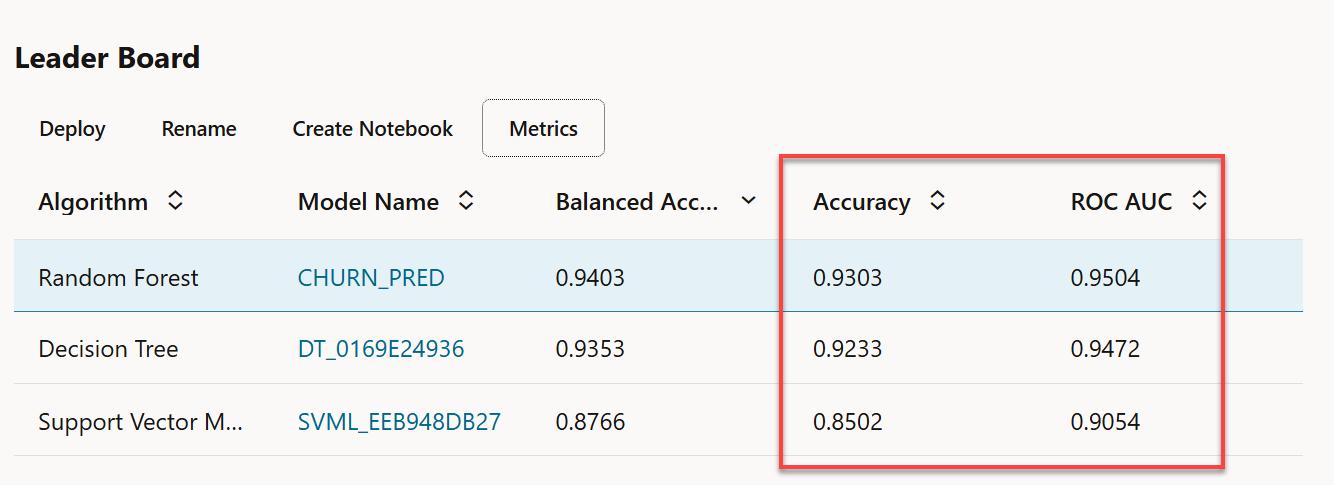 Leader Board
Deploy Rename Create Notebook Metrics
Algorithm Model Name Balanced Acc... Accuracy ROC AUC
Random Forest CHURN_PRED 0.9403 0.9303 0.9504
Decision Tree DT_0169E24936 0.9353 0.9233 0.9472
Support Vector M... SVML_EEB948DB27 0.8766 0.8502 0.9054